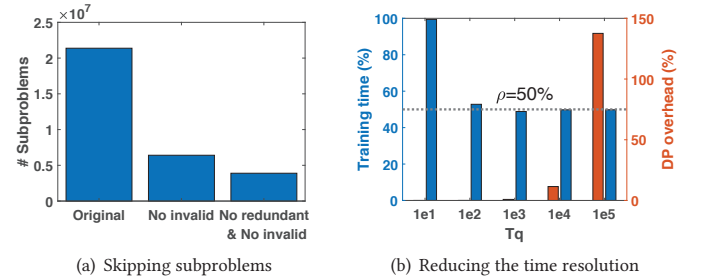 ×10⁷
2.5
2
1.5
1
0.5
0
# Subproblems
Original
No invalid
No redundant
& No invalid
(a) Skipping subproblems
100
80
60
40
20
0
Training time (%)
ρ=50%
150
100
50
0
DP overhead (%)
1e1 1e2 1e3 1e4 1e5
Tq
(b) Reducing the time resolution